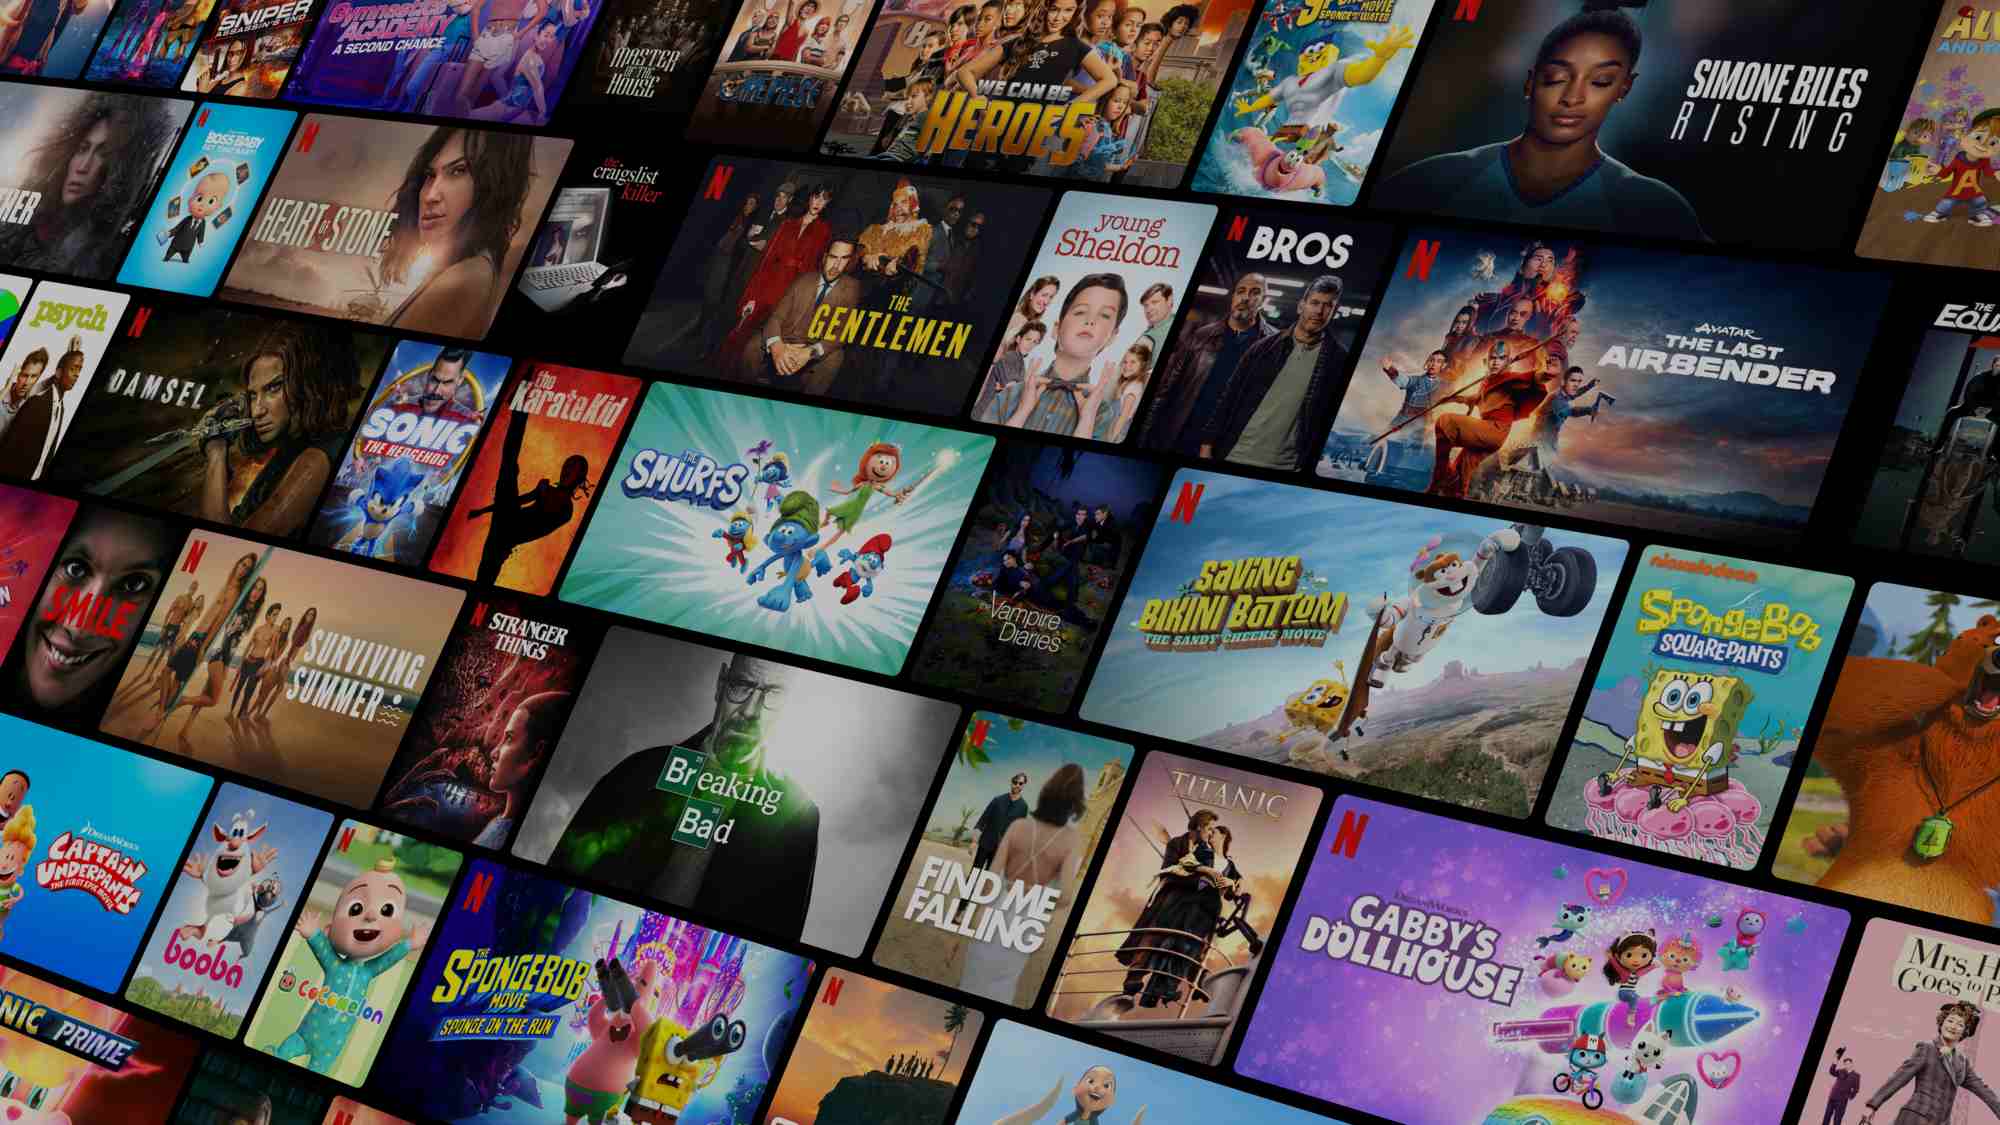 SNIPER
ASSASSIN'S END
Gymnastics
ACADEMY
A SECOND CHANCE
MASTER
OF THE
HOUSE
ONE PIECE
WE CAN BE
HEROES
SPONGE OUT OF WATER
N
SIMONE BILES
RISING
ALV
AND
HER
N
BOSS BABY
N
HEART OF STONE
the
craigslist
killer
N
THE
GENTLEMEN
young
Sheldon
N
BROS
N
AVATAR
THE LAST
AIRBENDER
THE
EQU
psych
N
DAMSEL
SONIC
THE HEDGEHOG
the
Karate Kid
THE
SMURFS
the
Vampire
Diaries
N
SAVING
BIKINI BOTTOM
THE SANDY CHEEKS MOVIE
nickelodeon
SPONGEBOB
SQUAREPANTS
SMILE
N
SURVIVING
SUMMER
N
STRANGER
THINGS
Breaking
Bad
N
FIND ME
FALLING
TITANIC
N
DREAMWORKS
GABBY'S
DOLLHOUSE
Mrs. H
Goes to P
DREAMWORKS
CAPTAIN
UNDERPANTS
THE FIRST EPIC MOVIE
booba
N
CoComelon
N
THE
SPONGEBOB
MOVIE
SPONGE ON THE RUN
N
NIC PRIME
N